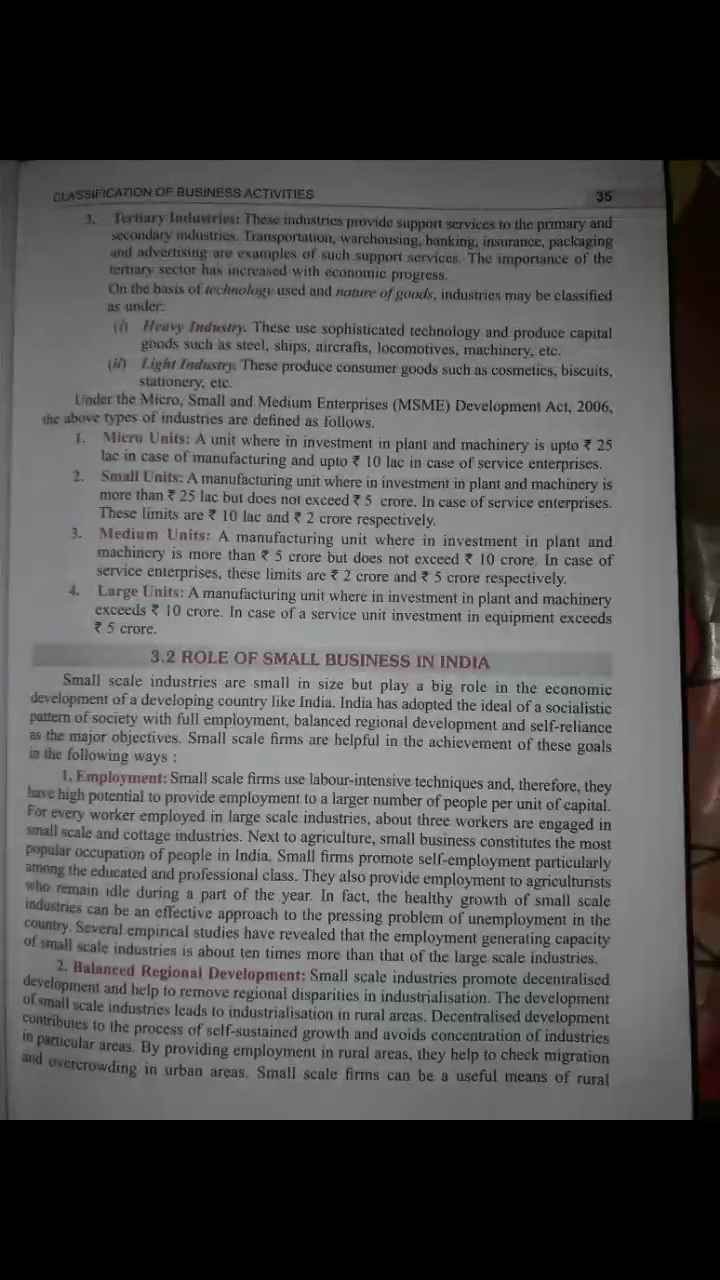 CLASSIFICATION OF BUSINESS ACTIVITIES 35
3. Tertiary Industries: These industries provide support services to the primary and
secondary industries. Transportation, warehousing, banking, insurance, packaging
and advertising are examples of such support services. The importance of the
tertiary sector has increased with economic progress.
On the basis of technology used and nature of goods, industries may be classified
as under:
(i) Heavy Industry. These use sophisticated technology and produce capital
goods such as steel, ships, aircrafts, locomotives, machinery, etc.
(ii) Light Industry. These produce consumer goods such as cosmetics, biscuits,
stationery, etc.
Under the Micro, Small and Medium Enterprises (MSME) Development Act, 2006,
the above types of industries are defined as follows.
1. Micro Units: A unit where in investment in plant and machinery is upto ₹ 25
lac in case of manufacturing and upto ₹ 10 lac in case of service enterprises.
2. Small Units: A manufacturing unit where in investment in plant and machinery is
more than ₹ 25 lac but does not exceed ₹ 5 crore. In case of service enterprises.
These limits are ₹ 10 lac and ₹ 2 crore respectively.
3. Medium Units: A manufacturing unit where in investment in plant and
machinery is more than ₹ 5 crore but does not exceed ₹ 10 crore. In case of
service enterprises, these limits are ₹ 2 crore and ₹ 5 crore respectively.
4. Large Units: A manufacturing unit where in investment in plant and machinery
exceeds ₹ 10 crore. In case of a service unit investment in equipment exceeds
₹ 5 crore.
3.2 ROLE OF SMALL BUSINESS IN INDIA
Small scale industries are small in size but play a big role in the economic
development of a developing country like India. India has adopted the ideal of a socialistic
pattern of society with full employment, balanced regional development and self-reliance
as the major objectives. Small scale firms are helpful in the achievement of these goals
in the following ways :
1. Employment: Small scale firms use labour-intensive techniques and, therefore, they
have high potential to provide employment to a larger number of people per unit of capital.
For every worker employed in large scale industries, about three workers are engaged in
small scale and cottage industries. Next to agriculture, small business constitutes the most
popular occupation of people in India. Small firms promote self-employment particularly
among the educated and professional class. They also provide employment to agriculturists
who remain idle during a part of the year. In fact, the healthy growth of small scale
industries can be an effective approach to the pressing problem of unemployment in the
country. Several empirical studies have revealed that the employment generating capacity
of small scale industries is about ten times more than that of the large scale industries.
2. Balanced Regional Development: Small scale industries promote decentralised
development and help to remove regional disparities in industrialisation. The development
of small scale industries leads to industrialisation in rural areas. Decentralised development
contributes to the process of self-sustained growth and avoids concentration of industries
in particular areas. By providing employment in rural areas, they help to check migration
and overcrowding in urban areas. Small scale firms can be a useful means of rural